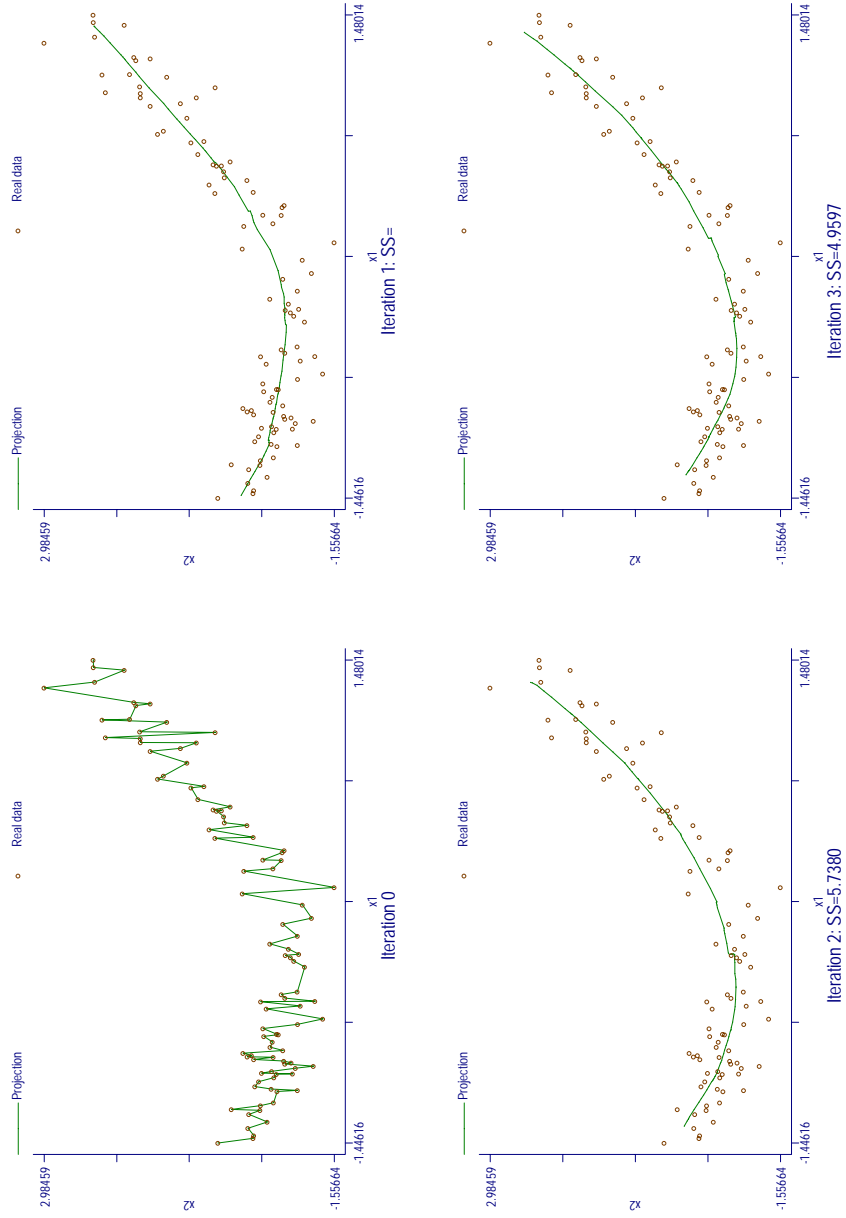 Projection
Real data
2.98459
x2
-1.55664
-1.44616
x1
1.48014
Iteration 0
Projection
Real data
2.98459
x2
-1.55664
-1.44616
x1
1.48014
Iteration 1: SS=
Projection
Real data
2.98459
x2
-1.55664
-1.44616
x1
1.48014
Iteration 2: SS=5.7380
Projection
Real data
2.98459
x2
-1.55664
-1.44616
x1
1.48014
Iteration 3: SS=4.9597